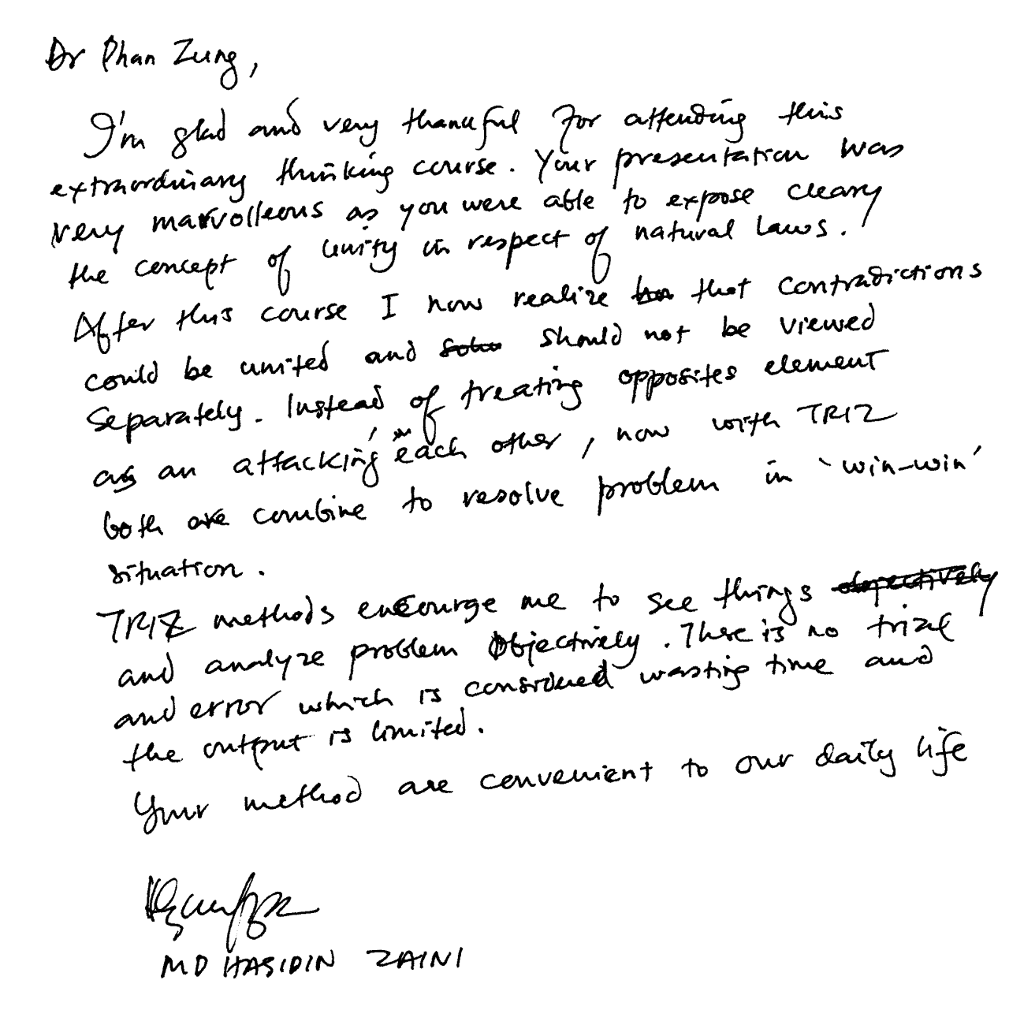 Dr Phan Zung,
I'm glad and very thankful for attending this
extraordinary thinking course. Your presentation was
very marvolleous as you were able to expose cleary
the concept of unity in respect of natural laws.
After this course I now realize that contradictions
could be united and should not be viewed
separately. Instead of treating opposites element
as an attacking each other, now with TRIZ
both are combine to resolve problem in 'win-win'
situation.
TRIZ methods encourge me to see things objectively
and analyze problem objectively. There is no trial
and error which is considered wasting time and
the output is limited.
Your method are convenient to our daily life
MD HASIDIN ZAINI